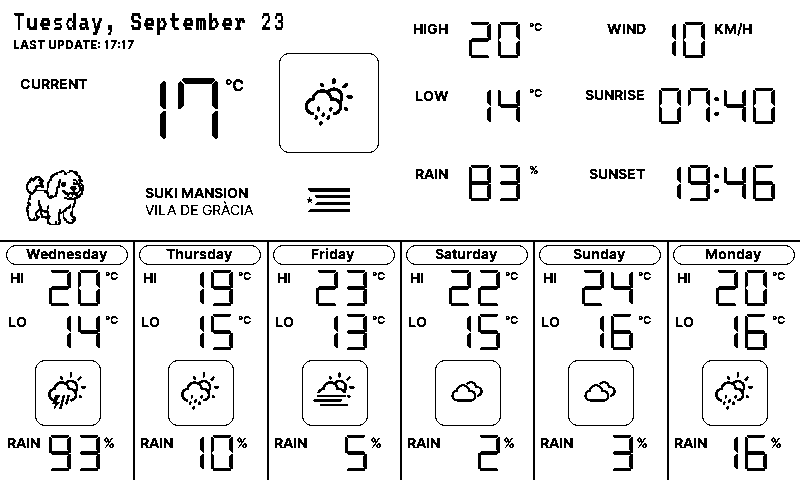 Tuesday, September 23
LAST UPDATE: 17:17
CURRENT 17 °C
HIGH 20 °C
WIND 10 KM/H
LOW 14 °C
SUNRISE 07:40
RAIN 83 %
SUNSET 19:46
SUKI MANSION
VILA DE GRÀCIA
Wednesday
HI 20 °C
LO 14 °C
RAIN 93 %
Thursday
HI 19 °C
LO 15 °C
RAIN 10 %
Friday
HI 23 °C
LO 13 °C
RAIN 5 %
Saturday
HI 22 °C
LO 15 °C
RAIN 2 %
Sunday
HI 24 °C
LO 16 °C
RAIN 3 %
Monday
HI 20 °C
LO 16 °C
RAIN 16 %